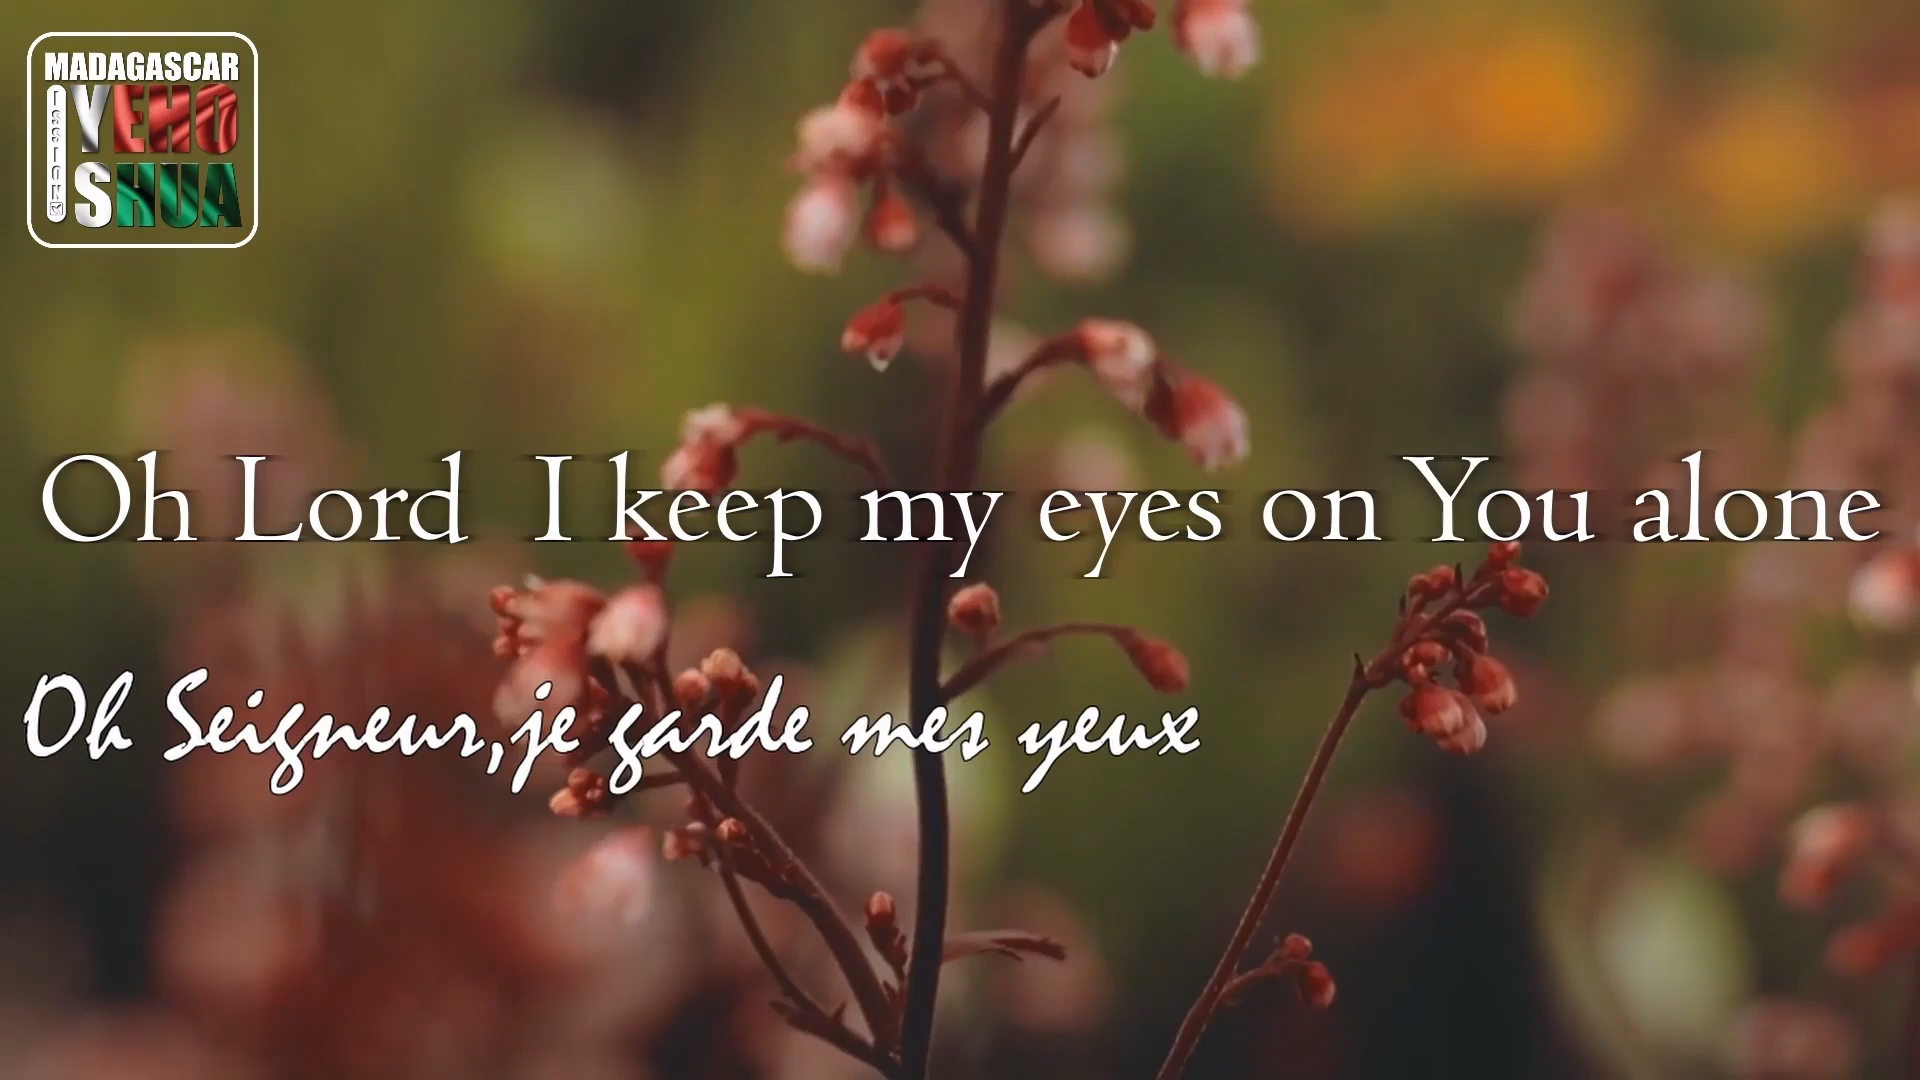 MADAGASCAR
YEHO
SHUA
Oh Lord I keep my eyes on You alone
Oh Seigneur,je garde mes yeux